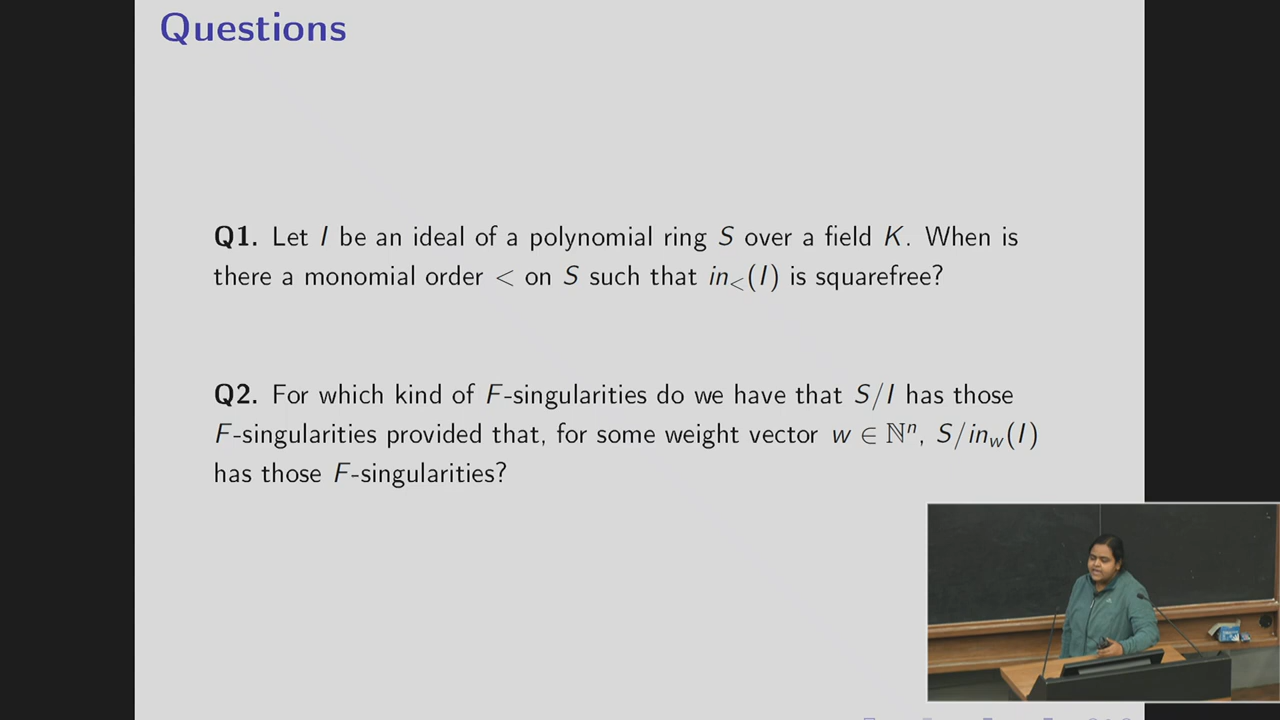 Questions
Q1. Let I be an ideal of a polynomial ring S over a field K. When is
there a monomial order < on S such that in_<(I) is squarefree?
Q2. For which kind of F-singularities do we have that S/I has those
F-singularities provided that, for some weight vector w ∈ ℕⁿ, S/in_w(I)
has those F-singularities?